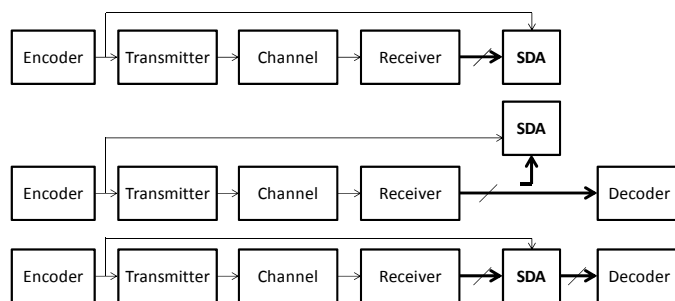 Encoder Transmitter Channel Receiver SDA
SDA
Encoder Transmitter Channel Receiver Decoder
Encoder Transmitter Channel Receiver SDA Decoder